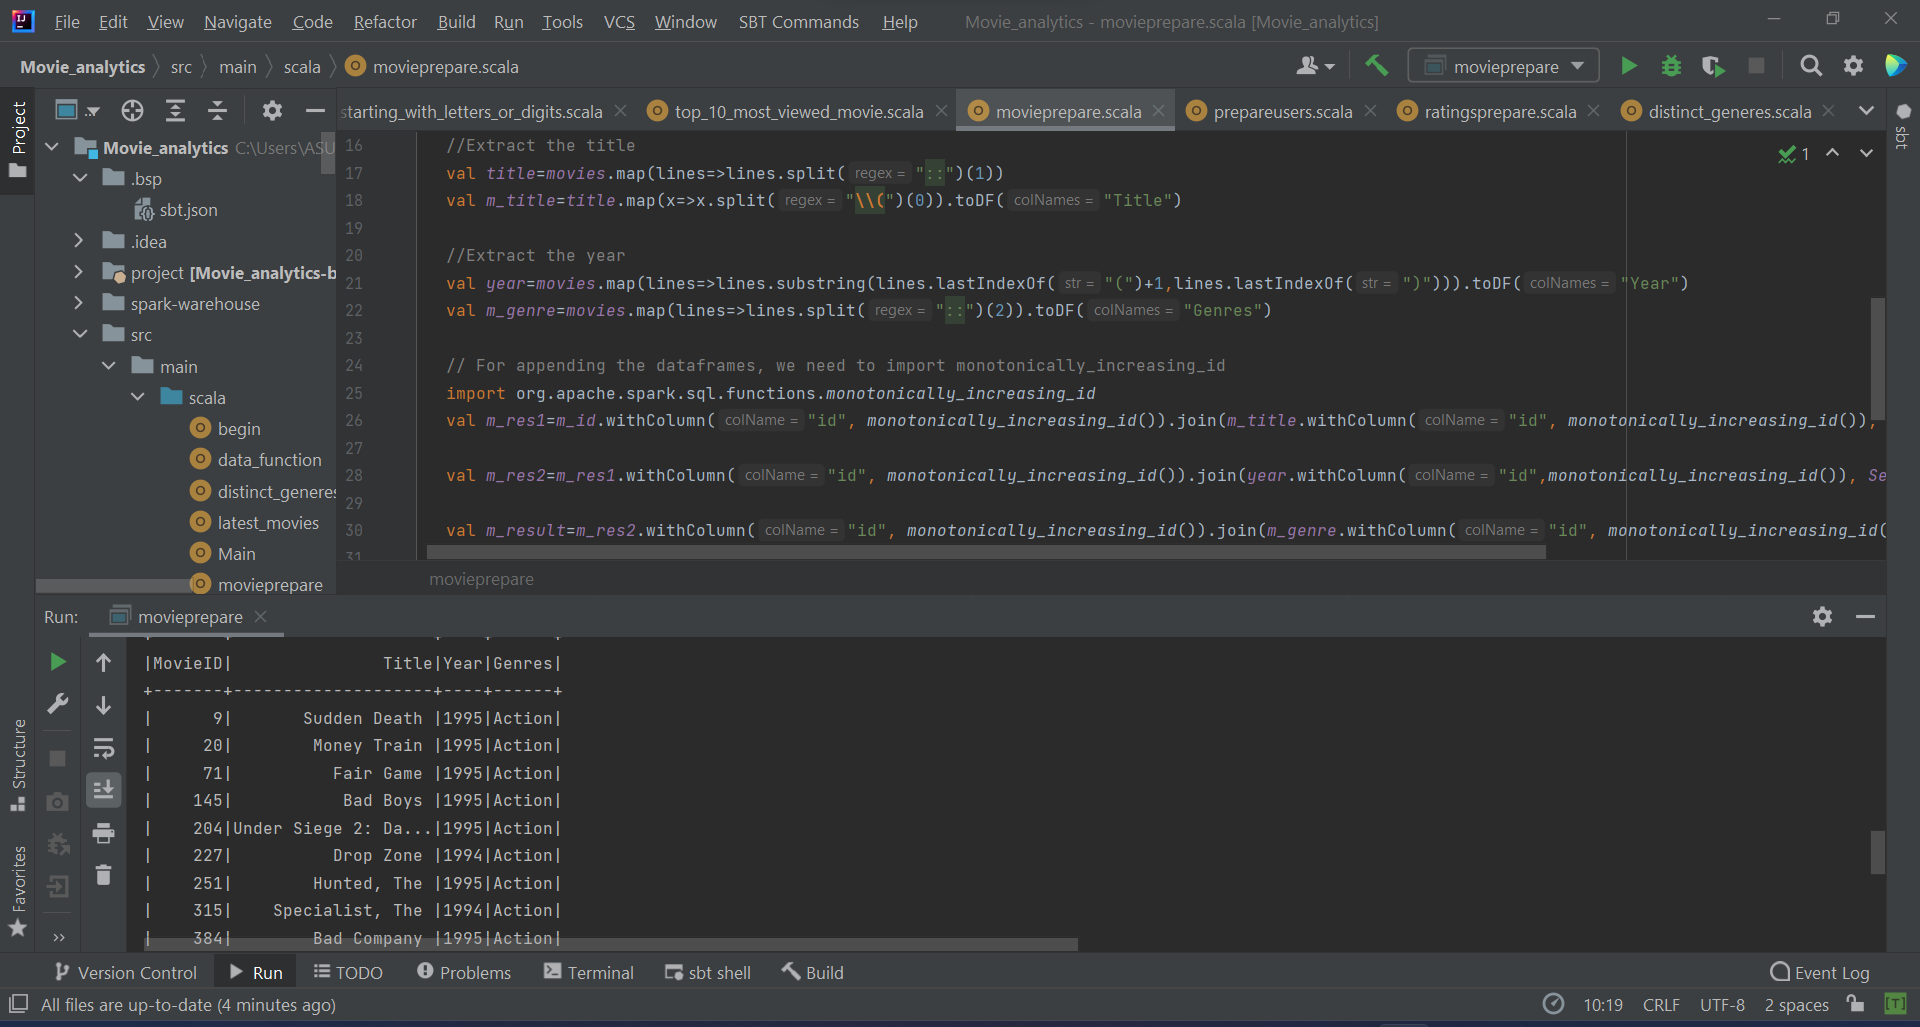 File Edit View Navigate Code Refactor Build Run Tools VCS Window SBT Commands Help Movie_analytics - movieprepare.scala [Movie_analytics]
Movie_analytics src main scala movieprepare.scala movieprepare
starting_with_letters_or_digits.scala top_10_most_viewed_movie.scala movieprepare.scala prepareusers.scala ratingsprepare.scala distinct_generes.scala
Project
sbt
Movie_analytics C:\Users\ASU
.bsp
sbt.json
.idea
project [Movie_analytics-b
spark-warehouse
src
main
scala
begin
data_function
distinct_generes
latest_movies
Main
movieprepare
1
16 //Extract the title
17 val title=movies.map(lines=>lines.split( regex = "::")(1))
18 val m_title=title.map(x=>x.split( regex = "\\(")(0)).toDF( colNames = "Title")
19
20 //Extract the year
21 val year=movies.map(lines=>lines.substring(lines.lastIndexOf( str = "(")+1,lines.lastIndexOf( str = ")"))).toDF( colNames = "Year")
22 val m_genre=movies.map(lines=>lines.split( regex = "::")(2)).toDF( colNames = "Genres")
23
24 // For appending the dataframes, we need to import monotonically_increasing_id
25 import org.apache.spark.sql.functions.monotonically_increasing_id
26 val m_res1=m_id.withColumn( colName = "id", monotonically_increasing_id()).join(m_title.withColumn( colName = "id", monotonically_increasing_id()),
27
28 val m_res2=m_res1.withColumn( colName = "id", monotonically_increasing_id()).join(year.withColumn( colName = "id",monotonically_increasing_id()), Se
29
30 val m_result=m_res2.withColumn( colName = "id", monotonically_increasing_id()).join(m_genre.withColumn( colName = "id", monotonically_increasing_id(
31
movieprepare
Run: movieprepare
|MovieID| Title|Year|Genres|
+-------+--------------------+----+------+
| 9| Sudden Death |1995|Action|
| 20| Money Train |1995|Action|
| 71| Fair Game |1995|Action|
| 145| Bad Boys |1995|Action|
| 204|Under Siege 2: Da...|1995|Action|
| 227| Drop Zone |1994|Action|
| 251| Hunted, The |1995|Action|
| 315| Specialist, The |1994|Action|
| 384| Bad Company |1995|Action|
Structure
Favorites
Version Control Run TODO Problems Terminal sbt shell Build Event Log
All files are up-to-date (4 minutes ago) 10:19 CRLF UTF-8 2 spaces [T]